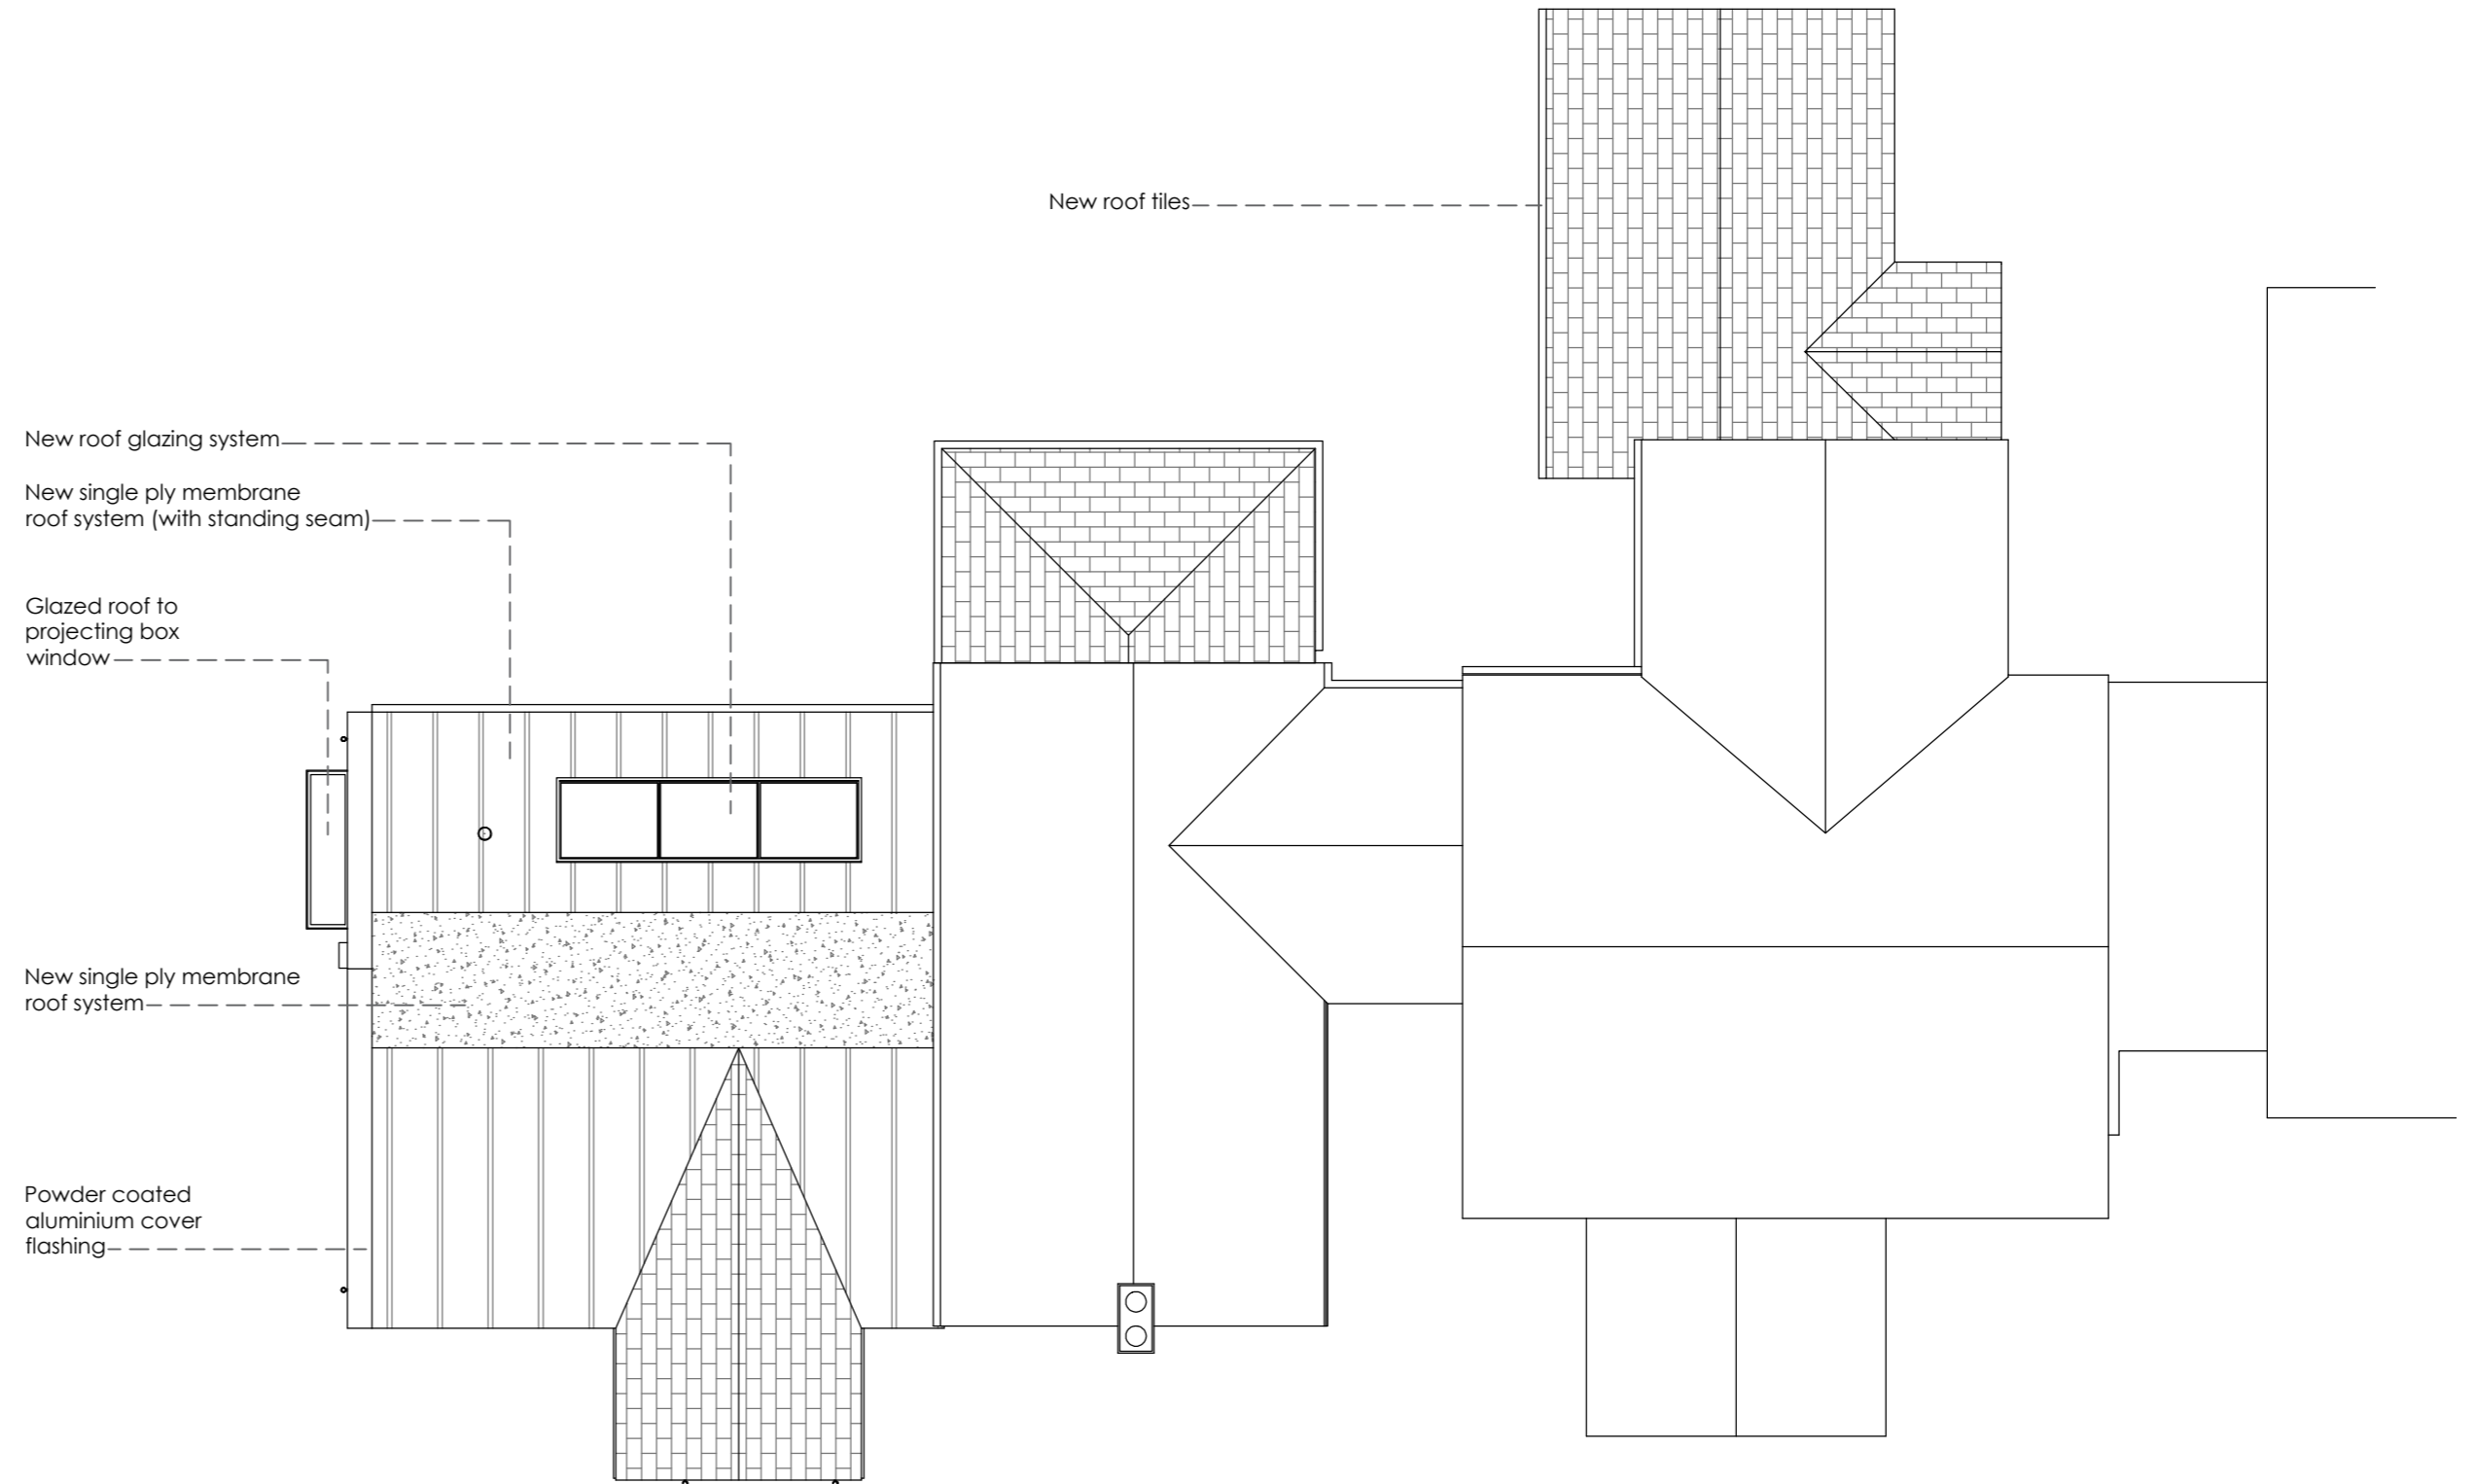 New roof tiles
New roof glazing system
New single ply membrane
roof system (with standing seam)
Glazed roof to
projecting box
window
New single ply membrane
roof system
Powder coated
aluminium cover
flashing